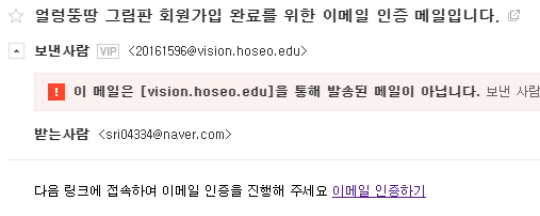 얼렁뚱땅 그림판 회원가입 완료를 위한 이메일 인증 메일입니다.
보낸사람 VIP <20161596@vision.hoseo.edu>
! 이 메일은 [vision.hoseo.edu]을 통해 발송된 메일이 아닙니다. 보낸 사람
받는사람 <sri04334@naver.com>
다음 링크에 접속하여 이메일 인증을 진행해 주세요 이메일 인증하기